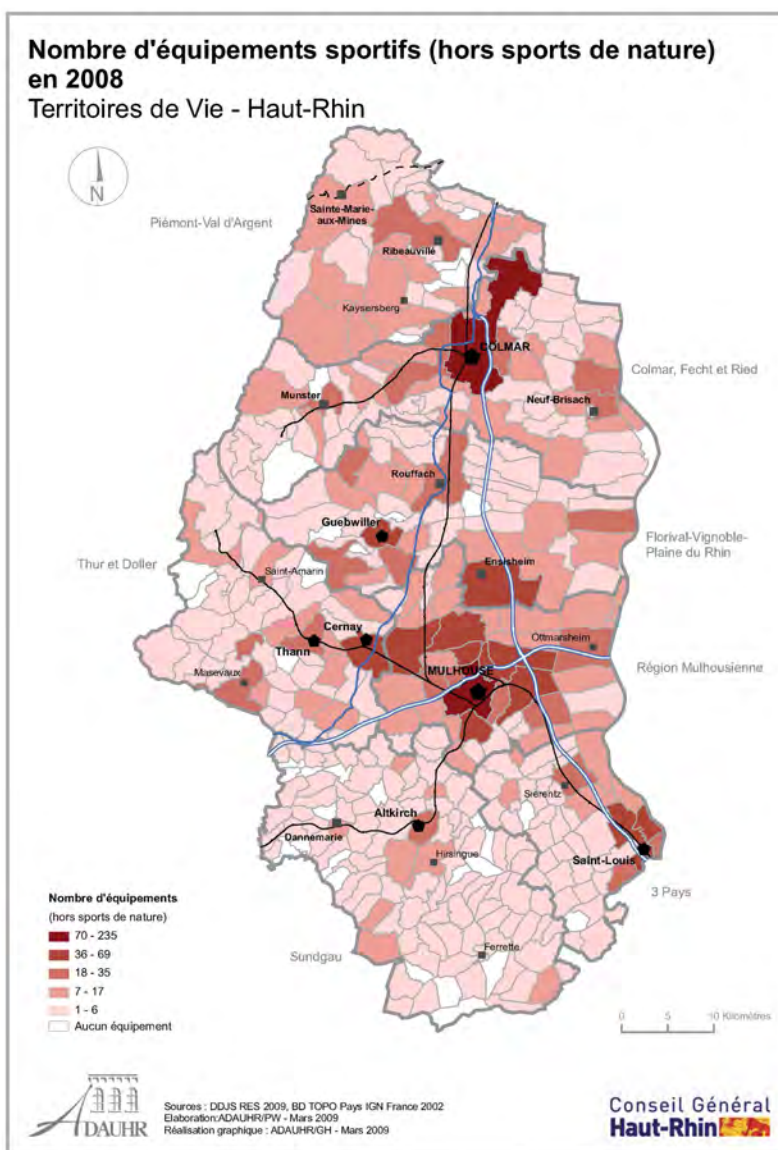 Nombre d'équipements sportifs (hors sports de nature)
en 2008
Territoires de Vie - Haut-Rhin
N
Sainte-Marie-
aux-Mines
Piémont-Val d'Argent
Ribeauvillé
Kaysersberg
COLMAR
Colmar, Fecht et Ried
Munster
Neuf-Brisach
Rouffach
Guebwiller
Florival-Vignoble-
Plaine du Rhin
Thur et Doller
Saint-Amarin
Ensisheim
Cernay
Thann
Ottmarsheim
MULHOUSE
Région Mulhousienne
Masevaux
Sierentz
Altkirch
Dannemarie
Hirsingue
Saint-Louis
3 Pays
Sundgau
Ferrette
Nombre d'équipements
(hors sports de nature)
70 - 235
36 - 69
18 - 35
7 - 17
1 - 6
Aucun équipement
0 5 10 Kilomètres
ADAUHR
Sources : DDJS RES 2009, BD TOPO Pays IGN France 2002
Elaboration:ADAUHR/PW - Mars 2009
Réalisation graphique : ADAUHR/GH - Mars 2009
Conseil Général
Haut-Rhin